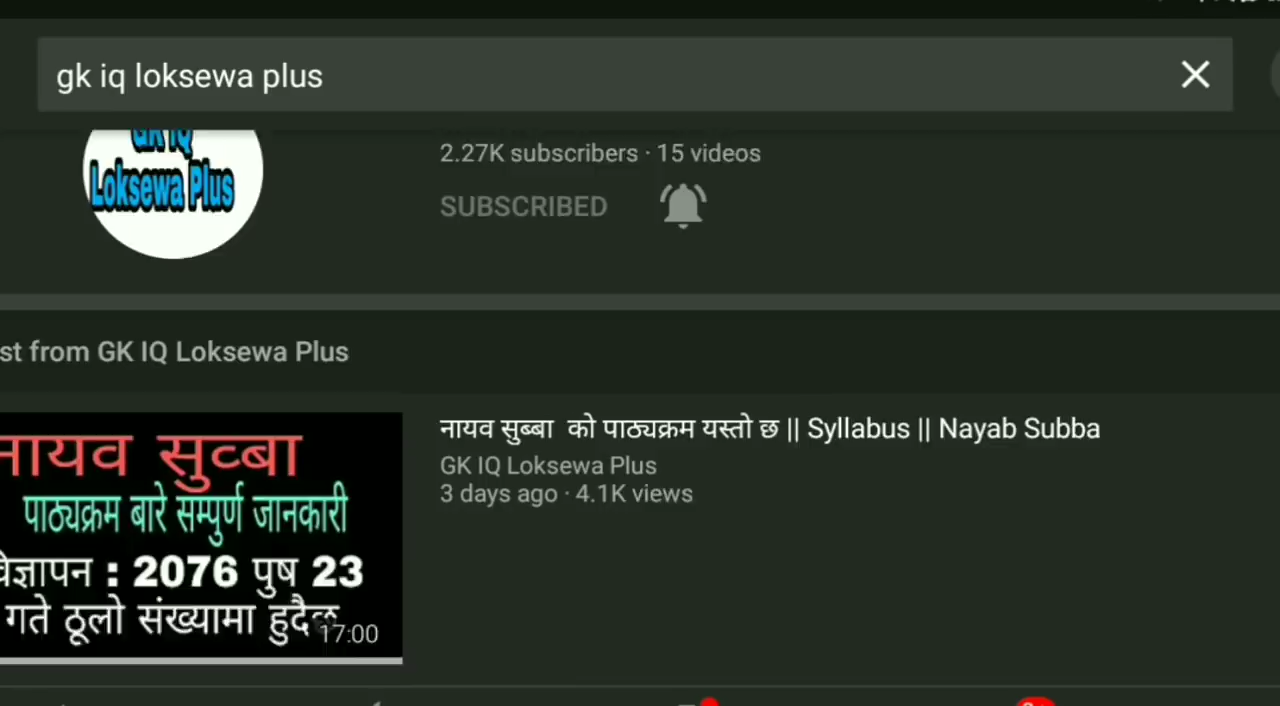 gk iq loksewa plus
GK IQ
Loksewa Plus
2.27K subscribers · 15 videos
SUBSCRIBED
st from GK IQ Loksewa Plus
नायव सुब्बा
पाठ्यक्रम बारे सम्पुर्ण जानकारी
विज्ञापन : 2076 पुष 23
गते ठूलो संख्यामा हुदैछ
17:00
नायव सुब्बा को पाठ्यक्रम यस्तो छ || Syllabus || Nayab Subba
GK IQ Loksewa Plus
3 days ago · 4.1K views